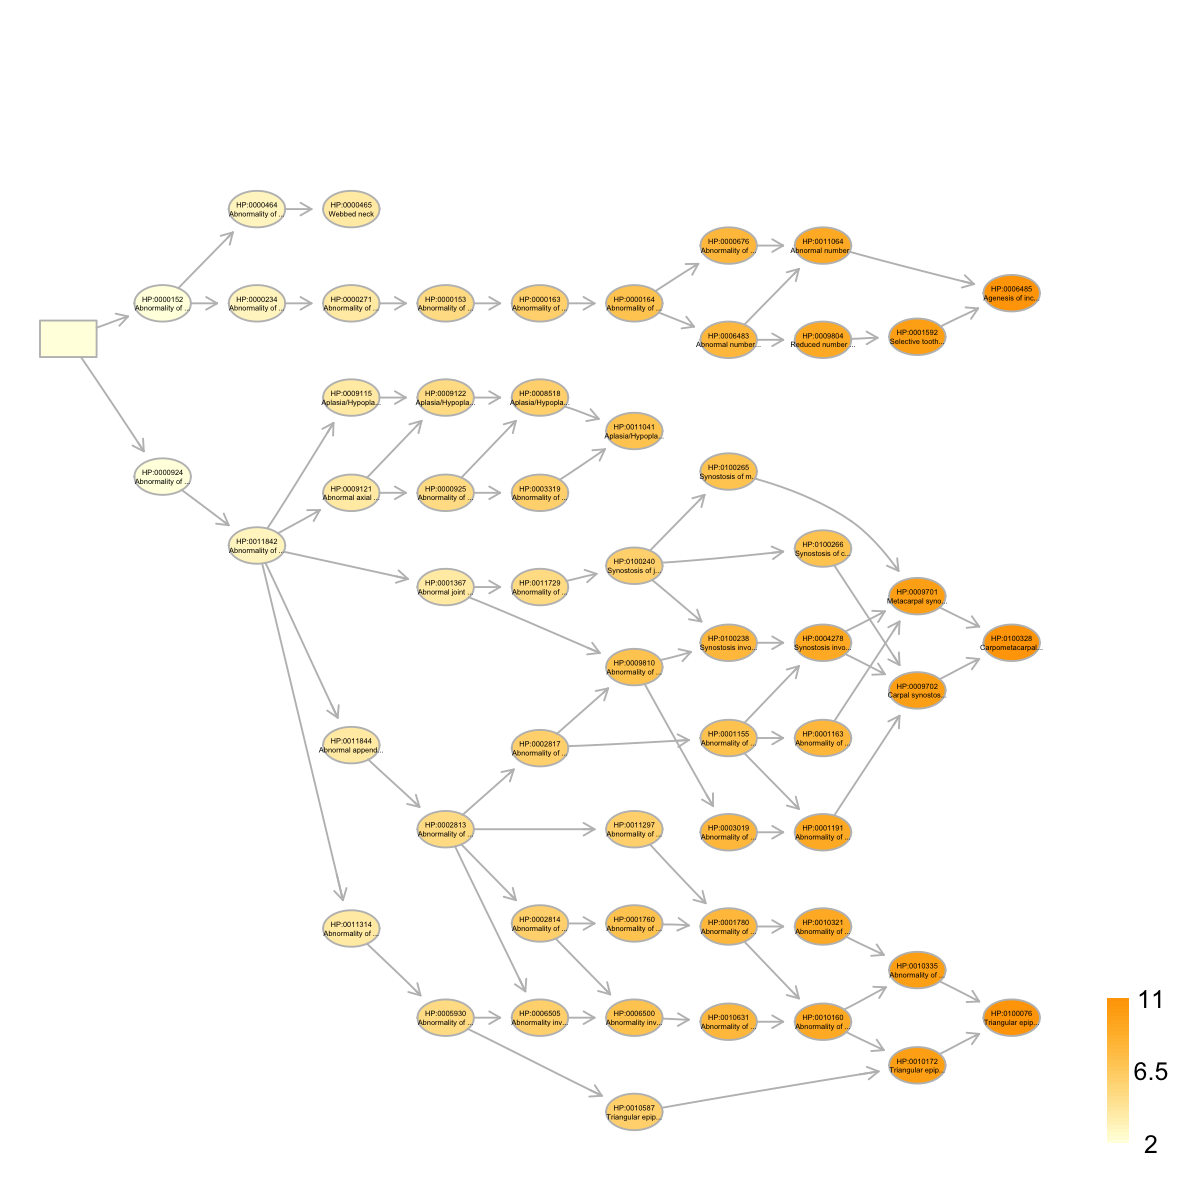 HP:0000464
Abnormality of ...
HP:0000465
Webbed neck
HP:0000676
Abnormality of ...
HP:0011064
Abnormal number...
HP:0000152
Abnormality of ...
HP:0000234
Abnormality of ...
HP:0000271
Abnormality of ...
HP:0000153
Abnormality of ...
HP:0000163
Abnormality of ...
HP:0000164
Abnormality of ...
HP:0006485
Agenesis of inc...
HP:0006483
Abnormal number...
HP:0009804
Reduced number ...
HP:0001592
Selective tooth...
HP:0009115
Aplasia/Hypopla...
HP:0009122
Aplasia/Hypopla...
HP:0008518
Aplasia/Hypopla...
HP:0011041
Aplasia/Hypopla...
HP:0000924
Abnormality of ...
HP:0009121
Abnormal axial ...
HP:0000925
Abnormality of ...
HP:0003319
Abnormality of ...
HP:0100265
Synostosis of m...
HP:0011842
Abnormality of ...
HP:0100266
Synostosis of c...
HP:0001367
Abnormal joint ...
HP:0011729
Abnormality of ...
HP:0100240
Synostosis of j...
HP:0009701
Metacarpal syno...
HP:0009810
Abnormality of ...
HP:0100238
Synostosis invo...
HP:0004278
Synostosis invo...
HP:0100328
Carpometacarpal...
HP:0009702
Carpal synostos...
HP:0011844
Abnormal append...
HP:0002817
Abnormality of ...
HP:0001155
Abnormality of ...
HP:0001163
Abnormality of ...
HP:0002813
Abnormality of ...
HP:0011297
Abnormality of ...
HP:0003019
Abnormality of ...
HP:0001191
Abnormality of ...
HP:0011314
Abnormality of ...
HP:0002814
Abnormality of ...
HP:0001760
Abnormality of ...
HP:0001780
Abnormality of ...
HP:0010321
Abnormality of ...
HP:0010335
Abnormality of ...
HP:0005930
Abnormality of ...
HP:0006505
Abnormality inv...
HP:0006500
Abnormality inv...
HP:0010631
Abnormality of ...
HP:0010160
Abnormality of ...
HP:0100076
Triangular epip...
HP:0010172
Triangular epip...
HP:0010587
Triangular epip...
11
6.5
2